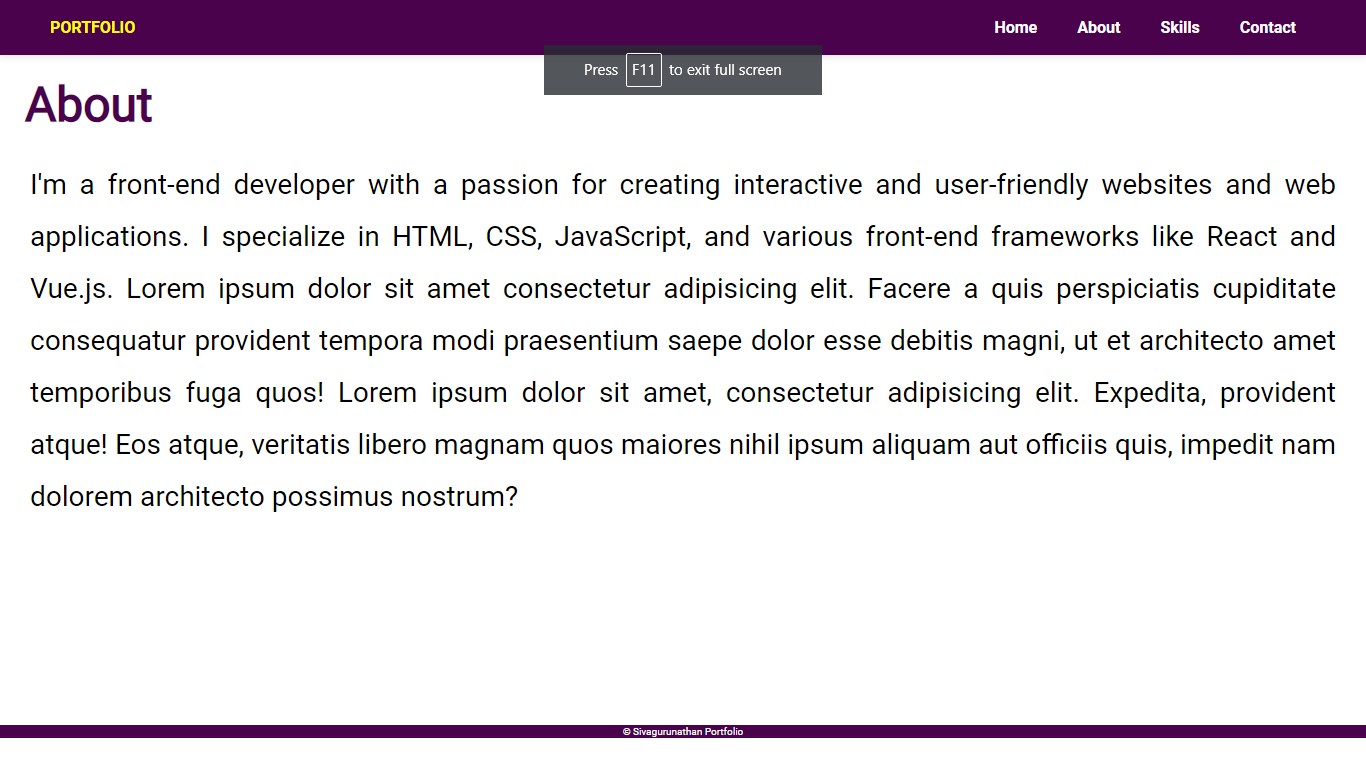 PORTFOLIO Home About Skills Contact
Press F11 to exit full screen
About
I'm a front-end developer with a passion for creating interactive and user-friendly websites and web
applications. I specialize in HTML, CSS, JavaScript, and various front-end frameworks like React and
Vue.js. Lorem ipsum dolor sit amet consectetur adipisicing elit. Facere a quis perspiciatis cupiditate
consequatur provident tempora modi praesentium saepe dolor esse debitis magni, ut et architecto amet
temporibus fuga quos! Lorem ipsum dolor sit amet, consectetur adipisicing elit. Expedita, provident
atque! Eos atque, veritatis libero magnam quos maiores nihil ipsum aliquam aut officiis quis, impedit nam
dolorem architecto possimus nostrum?
© Sivagurunathan Portfolio